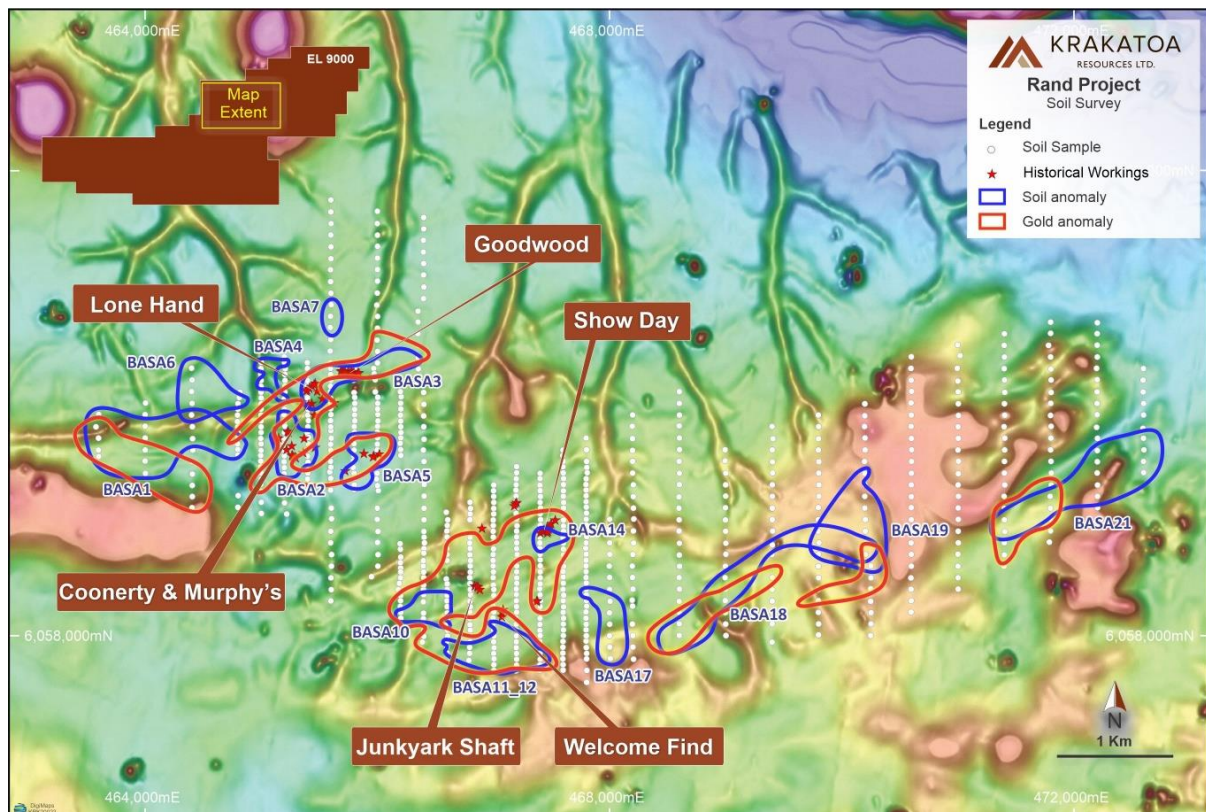 464,000mE
468,000mE
EL 9000
Map
Extent
KRAKATOA
RESOURCES LTD.
Rand Project
Soil Survey
Legend
Soil Sample
Historical Workings
Soil anomaly
Gold anomaly
Goodwood
Lone Hand
BASA7
Show Day
BASA4
BASA6
BASA3
BASA1
BASA2
BASA5
BASA14
BASA19
BASA21
Coonerty & Murphy's
BASA10
BASA18
6,058,000mN
6,058,000mN
BASA17
BASA11_12
N
Junkyark Shaft
Welcome Find
1 Km
464,000mE
468,000mE
472,000mE
DigMaps